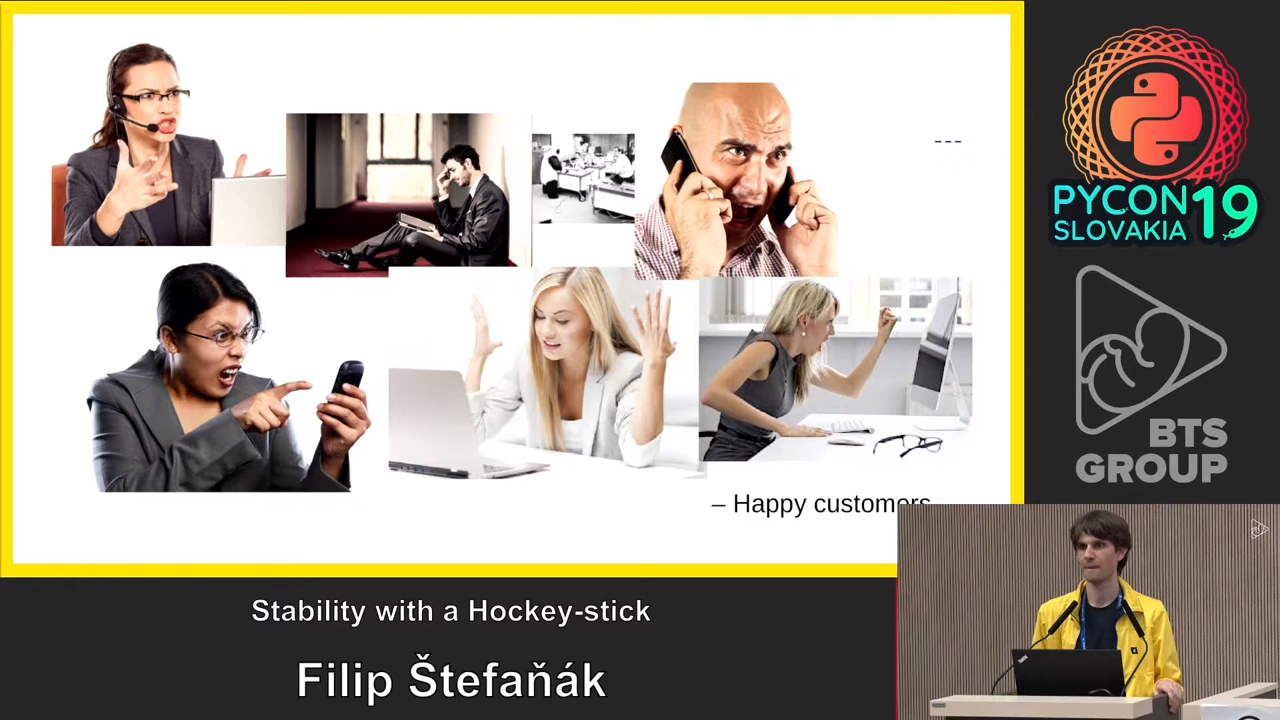 ---
– Happy customers
PYCON 19
SLOVAKIA
BTS
GROUP
Stability with a Hockey-stick
Filip Štefaňák